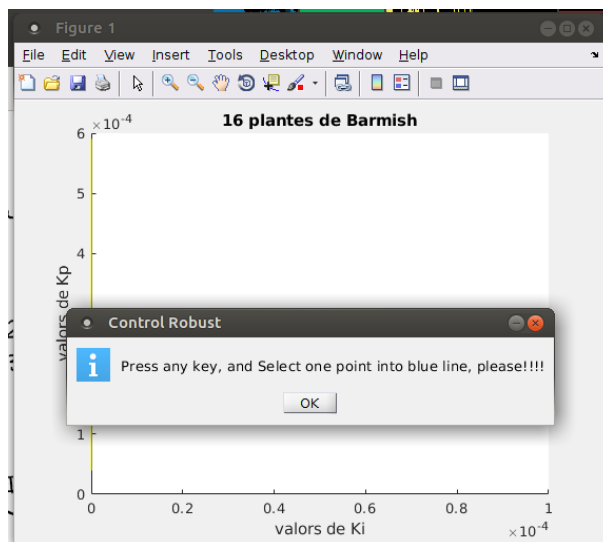 Figure 1
File Edit View Insert Tools Desktop Window Help
×10⁻⁴
16 plantes de Barmish
6
5
4
valors de Kp
Control Robust
Press any key, and Select one point into blue line, please!!!!
OK
1
0
0 0.2 0.4 0.6 0.8 1
valors de Ki
×10⁻⁴